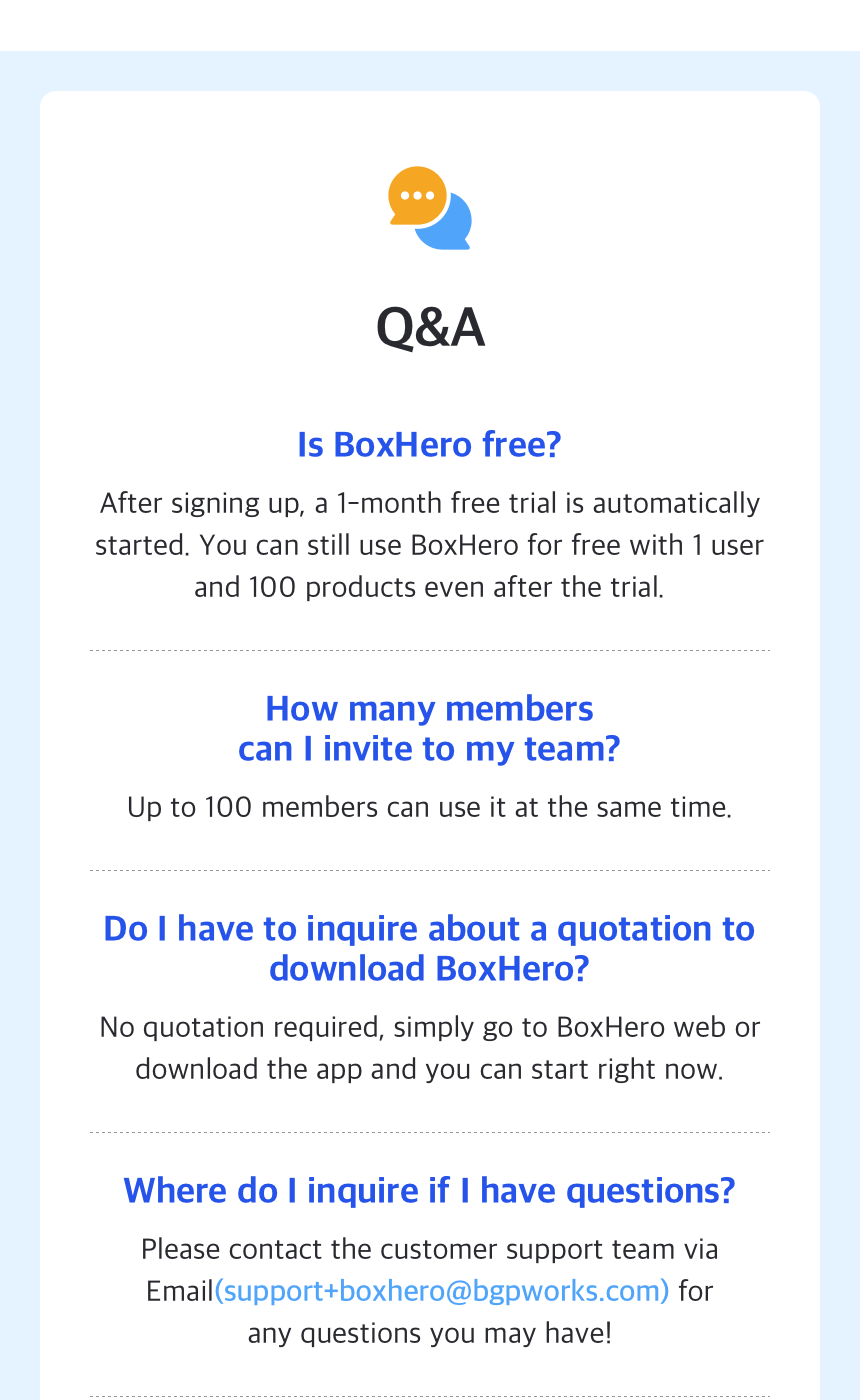 Q&A
Is BoxHero free?
After signing up, a 1-month free trial is automatically
started. You can still use BoxHero for free with 1 user
and 100 products even after the trial.
How many members
can I invite to my team?
Up to 100 members can use it at the same time.
Do I have to inquire about a quotation to
download BoxHero?
No quotation required, simply go to BoxHero web or
download the app and you can start right now.
Where do I inquire if I have questions?
Please contact the customer support team via
Email(support+boxhero@bgpworks.com) for
any questions you may have!